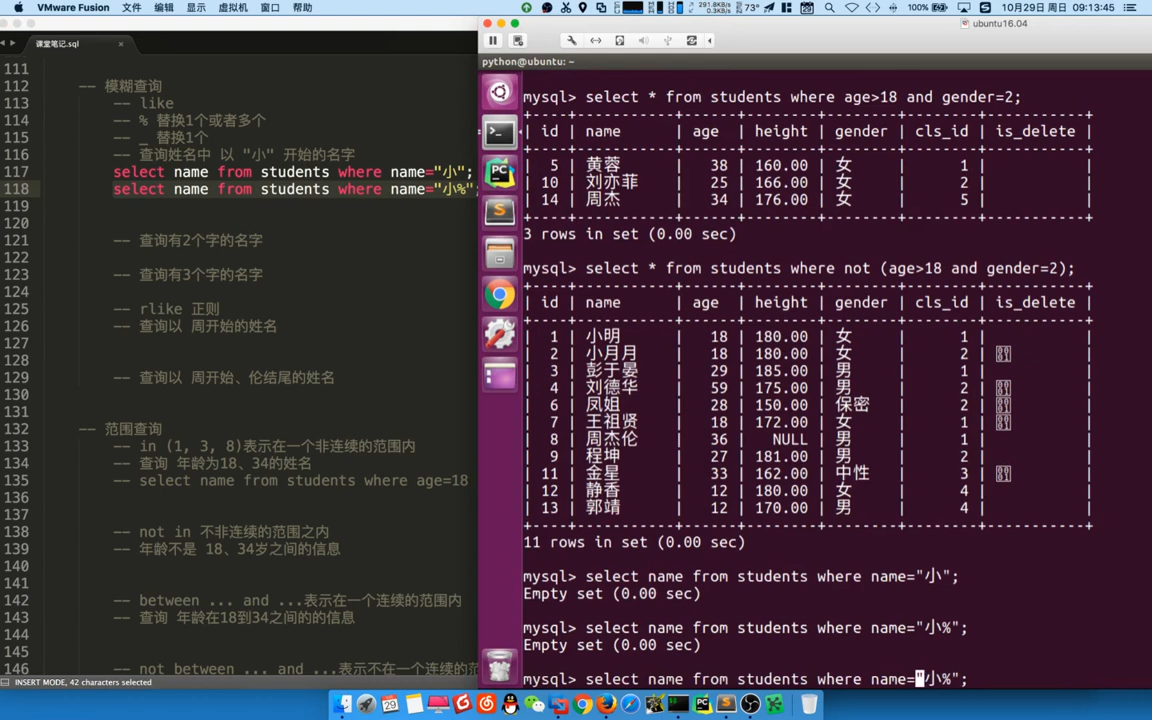 VMware Fusion 文件 编辑 显示 虚拟机 窗口 帮助
291.8KB/s
0.3KB/s
73° 100% 10月29日 周日 09:13:45
课堂笔记.sql ×
111
112 -- 模糊查询
113 -- like
114 -- % 替换1个或者多个
115 -- _ 替换1个
116 -- 查询姓名中 以 "小" 开始的名字
117 select name from students where name="小";
118 select name from students where name="小%";
119
120
121 -- 查询有2个字的名字
122
123 -- 查询有3个字的名字
124
125 -- rlike 正则
126 -- 查询以 周开始的姓名
127
128
129 -- 查询以 周开始、伦结尾的姓名
130
131
132 -- 范围查询
133 -- in (1, 3, 8)表示在一个非连续的范围内
134 -- 查询 年龄为18、34的姓名
135 -- select name from students where age=18
136
137
138 -- not in 不非连续的范围之内
139 -- 年龄不是 18、34岁之间的信息
140
141
142 -- between ... and ...表示在一个连续的范围内
143 -- 查询 年龄在18到34之间的的信息
144
145
146 -- not between ... and ...表示不在一个连续的范
INSERT MODE, 42 characters selected
ubuntu16.04
python@ubuntu: ~
mysql> select * from students where age>18 and gender=2;
+----+-----------+------+--------+--------+--------+-----------+
| id | name | age | height | gender | cls_id | is_delete |
+----+-----------+------+--------+--------+--------+-----------+
| 5 | 黄蓉 | 38 | 160.00 | 女 | 1 | |
| 10 | 刘亦菲 | 25 | 166.00 | 女 | 2 | |
| 14 | 周杰 | 34 | 176.00 | 女 | 5 | |
+----+-----------+------+--------+--------+--------+-----------+
3 rows in set (0.00 sec)
mysql> select * from students where not (age>18 and gender=2);
+----+-----------+------+--------+--------+--------+-----------+
| id | name | age | height | gender | cls_id | is_delete |
+----+-----------+------+--------+--------+--------+-----------+
| 1 | 小明 | 18 | 180.00 | 女 | 1 | |
| 2 | 小月月 | 18 | 180.00 | 女 | 2 | |
| 3 | 彭于晏 | 29 | 185.00 | 男 | 1 | |
| 4 | 刘德华 | 59 | 175.00 | 男 | 2 | |
| 6 | 凤姐 | 28 | 150.00 | 保密 | 2 | |
| 7 | 王祖贤 | 18 | 172.00 | 女 | 1 | |
| 8 | 周杰伦 | 36 | NULL | 男 | 1 | |
| 9 | 程坤 | 27 | 181.00 | 男 | 2 | |
| 11 | 金星 | 33 | 162.00 | 中性 | 3 | |
| 12 | 静香 | 12 | 180.00 | 女 | 4 | |
| 13 | 郭靖 | 12 | 170.00 | 男 | 4 | |
+----+-----------+------+--------+--------+--------+-----------+
11 rows in set (0.00 sec)
mysql> select name from students where name="小";
Empty set (0.00 sec)
mysql> select name from students where name="小%";
Empty set (0.00 sec)
mysql> select name from students where name="小%";